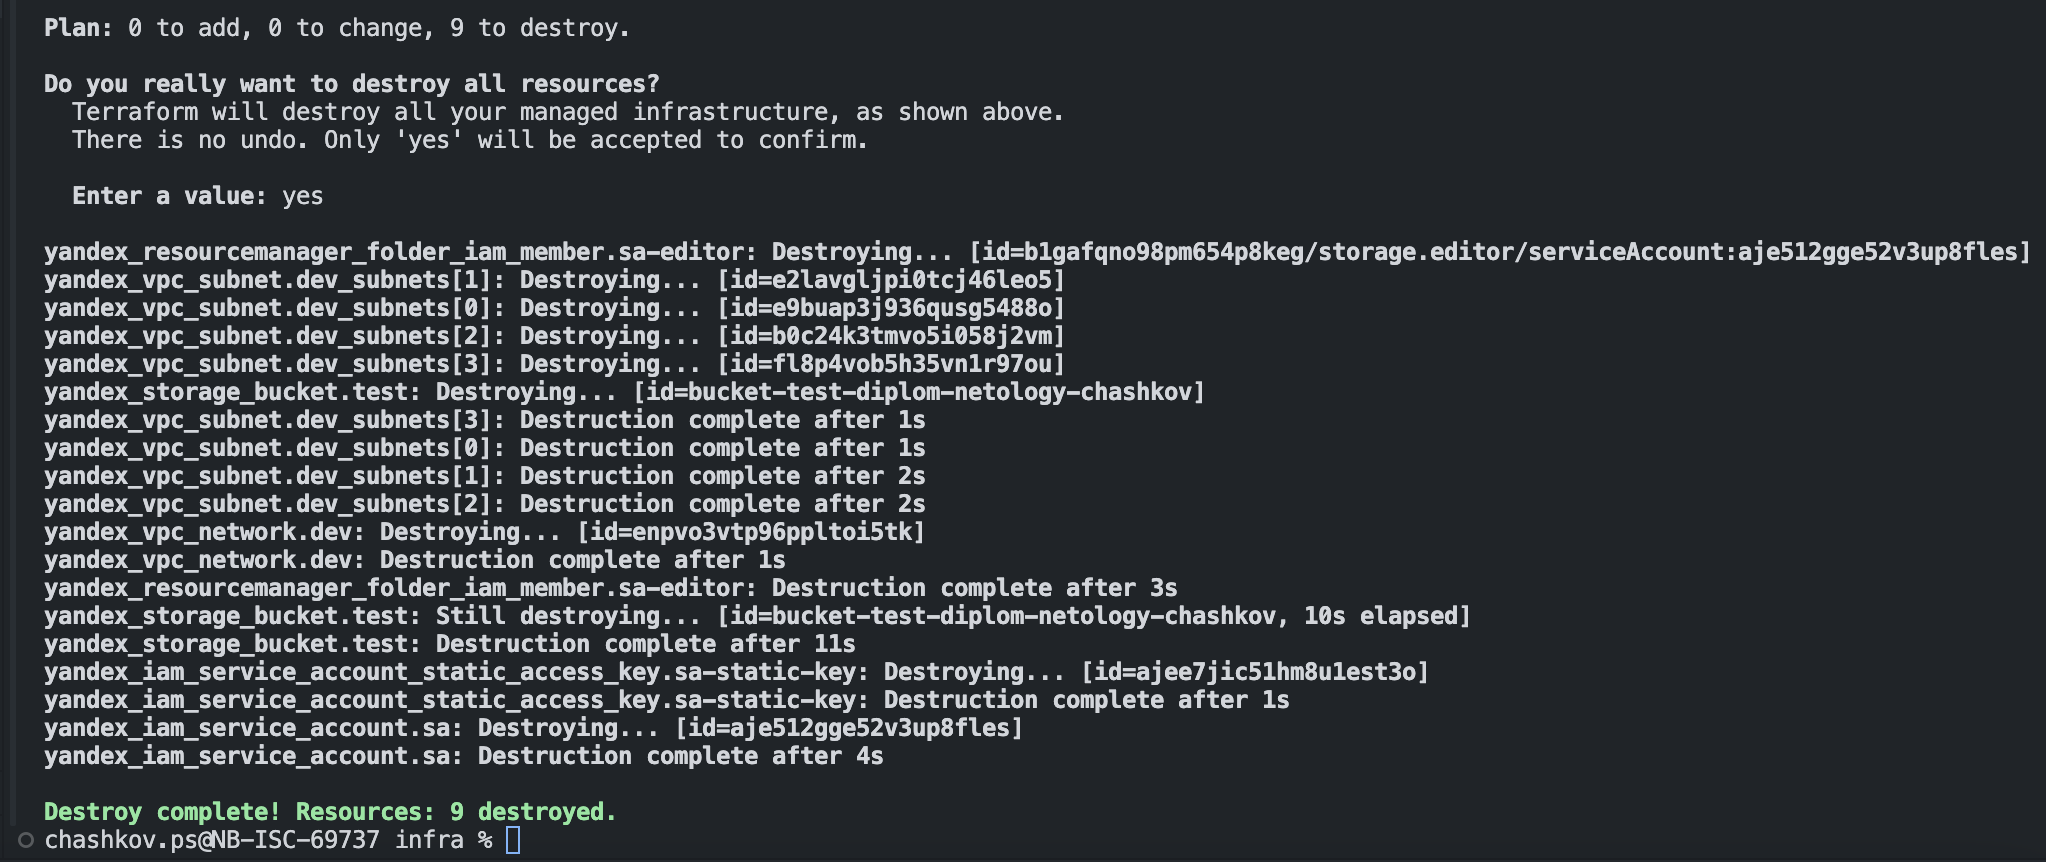 Plan: 0 to add, 0 to change, 9 to destroy.
Do you really want to destroy all resources?
Terraform will destroy all your managed infrastructure, as shown above.
There is no undo. Only 'yes' will be accepted to confirm.
Enter a value: yes
yandex_resourcemanager_folder_iam_member.sa-editor: Destroying... [id=b1gafqno98pm654p8keg/storage.editor/serviceAccount:aje512gge52v3up8fles]
yandex_vpc_subnet.dev_subnets[1]: Destroying... [id=e2lavgljpi0tcj46leo5]
yandex_vpc_subnet.dev_subnets[0]: Destroying... [id=e9buap3j936qusg5488o]
yandex_vpc_subnet.dev_subnets[2]: Destroying... [id=b0c24k3tmvo5i058j2vm]
yandex_vpc_subnet.dev_subnets[3]: Destroying... [id=fl8p4vob5h35vn1r97ou]
yandex_storage_bucket.test: Destroying... [id=bucket-test-diplom-netology-chashkov]
yandex_vpc_subnet.dev_subnets[3]: Destruction complete after 1s
yandex_vpc_subnet.dev_subnets[0]: Destruction complete after 1s
yandex_vpc_subnet.dev_subnets[1]: Destruction complete after 2s
yandex_vpc_subnet.dev_subnets[2]: Destruction complete after 2s
yandex_vpc_network.dev: Destroying... [id=enpvo3vtp96ppltoi5tk]
yandex_vpc_network.dev: Destruction complete after 1s
yandex_resourcemanager_folder_iam_member.sa-editor: Destruction complete after 3s
yandex_storage_bucket.test: Still destroying... [id=bucket-test-diplom-netology-chashkov, 10s elapsed]
yandex_storage_bucket.test: Destruction complete after 11s
yandex_iam_service_account_static_access_key.sa-static-key: Destroying... [id=ajee7jic51hm8u1est3o]
yandex_iam_service_account_static_access_key.sa-static-key: Destruction complete after 1s
yandex_iam_service_account.sa: Destroying... [id=aje512gge52v3up8fles]
yandex_iam_service_account.sa: Destruction complete after 4s
Destroy complete! Resources: 9 destroyed.
chashkov.ps@NB-ISC-69737 infra %